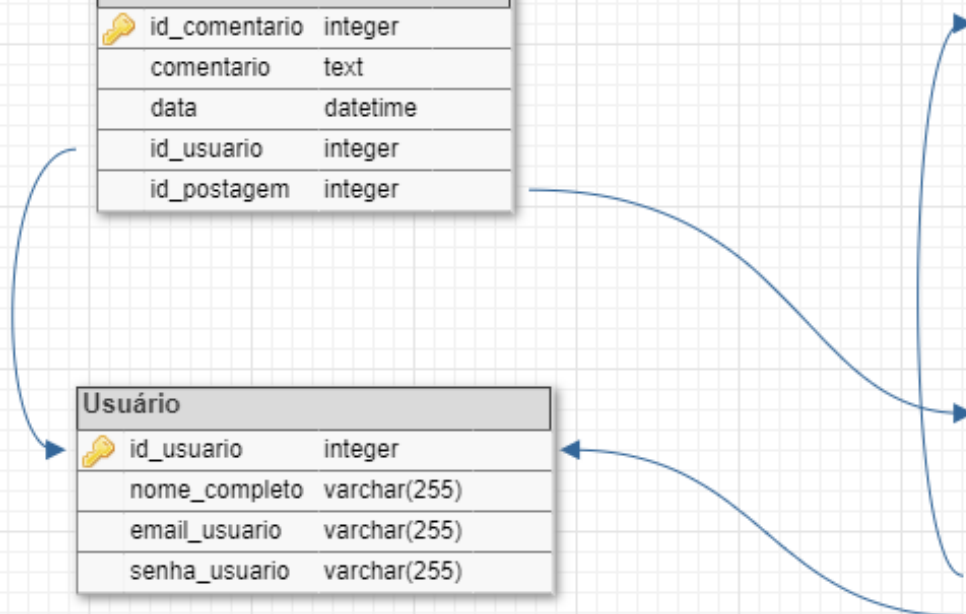 id_comentario integer
comentario text
data datetime
id_usuario integer
id_postagem integer
Usuário
id_usuario integer
nome_completo varchar(255)
email_usuario varchar(255)
senha_usuario varchar(255)